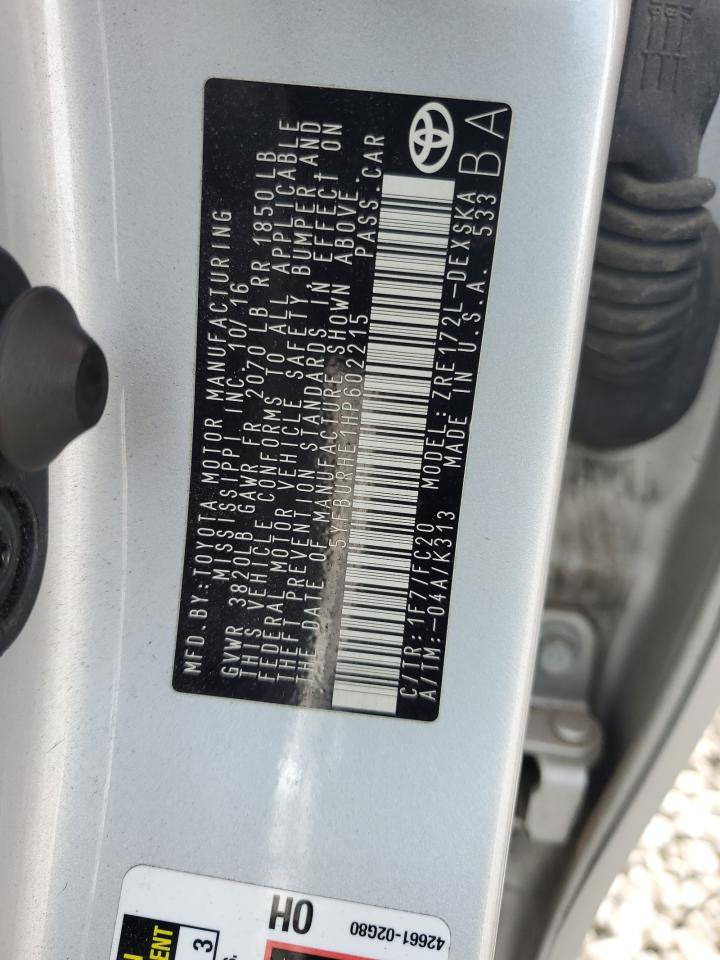 MFD. BY: TOYOTA MOTOR MANUFACTURING
MISSISSIPPI INC. 10/16
GVWR 3820LB GAWR FR 2070 LB RR 1850 LB
THIS VEHICLE CONFORMS TO ALL APPLICABLE
FEDERAL MOTOR VEHICLE SAFETY, BUMPER, AND
THEFT PREVENTION STANDARDS IN EFFECT ON
THE DATE OF MANUFACTURE SHOWN ABOVE.
5YFBURHE1HP602215 PASS. CAR
C/TR: 1F7/FC20 MODEL: ZRE172L-DEXSKA
A/TM: -04A/K313 MADE IN U.S.A. 533
BA
ENT
3
OH
42661-02G80